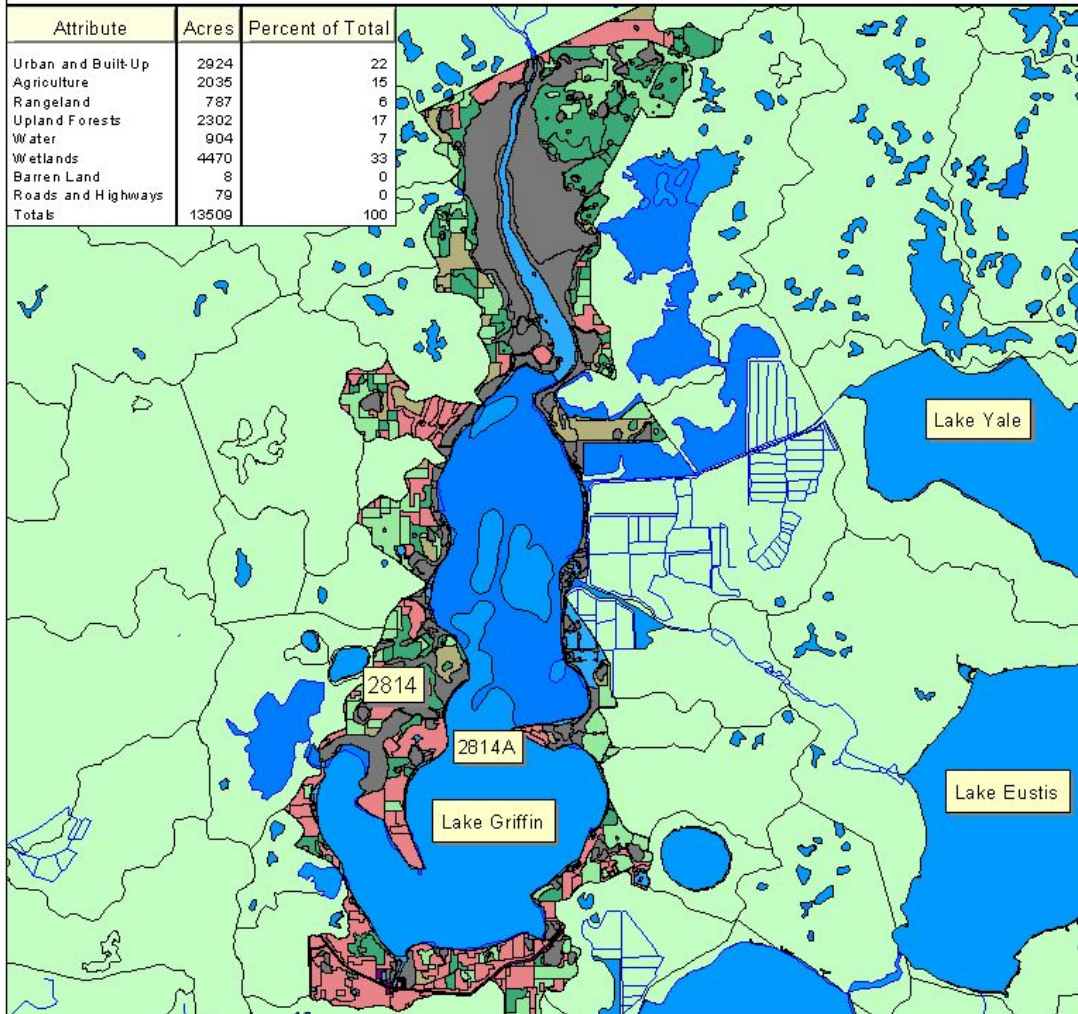 Attribute Acres Percent of Total
Urban and Built-Up 2924 22
Agriculture 2035 15
Rangeland 787 6
Upland Forests 2302 17
Water 904 7
Wetlands 4470 33
Barren Land 8 0
Roads and Highways 79 0
Totals 13509 100
Lake Yale
2814
2814A
Lake Eustis
Lake Griffin